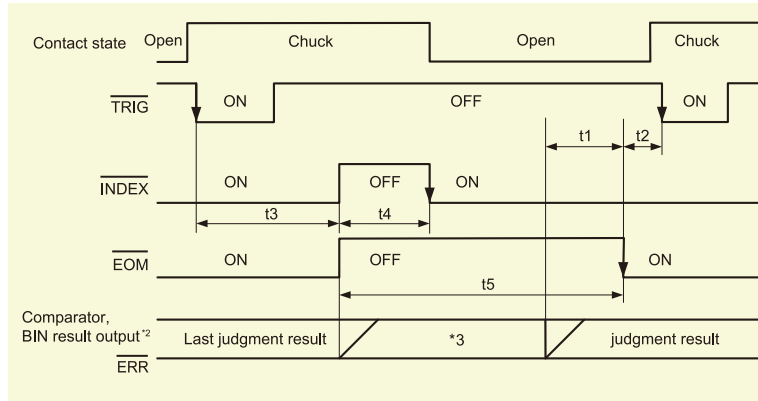 Contact state Open Chuck Open Chuck
TRIG ON OFF ON
t1 t2
INDEX ON OFF ON
t3 t4
EOM ON OFF ON
t5
Comparator,
BIN result output*2 Last judgment result *3 judgment result
ERR